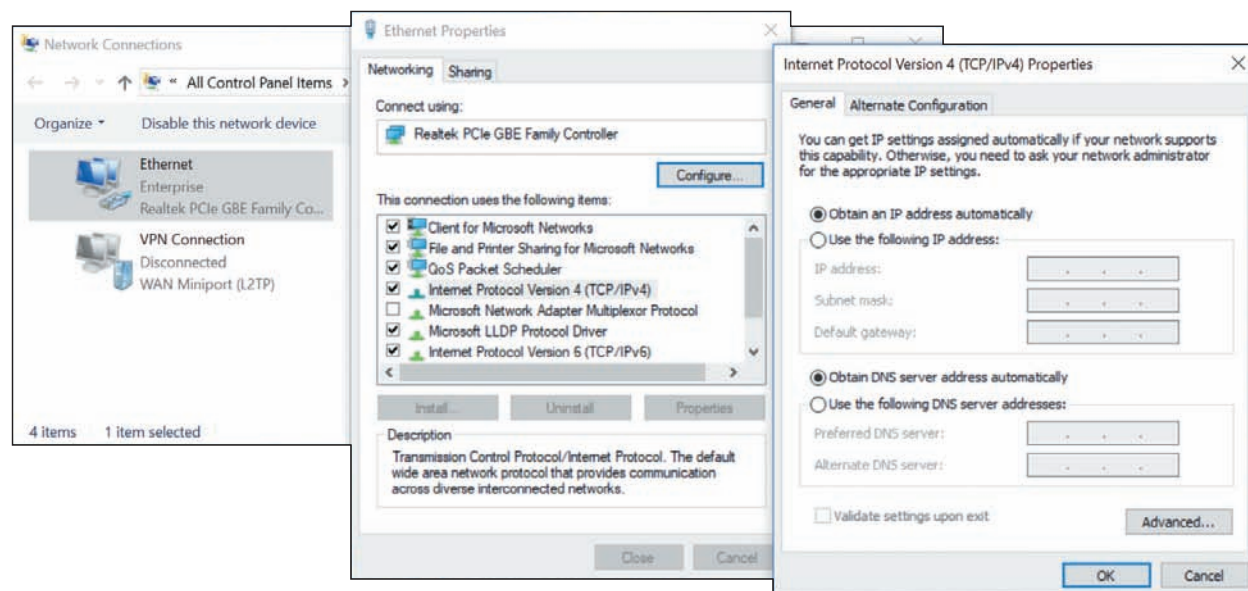 Network Connections
« All Control Panel Items >
Organize Disable this network device
Ethernet
Enterprise
Realtek PCIe GBE Family Co...
VPN Connection
Disconnected
WAN Miniport (L2TP)
4 items 1 item selected
Ethernet Properties
Networking Sharing
Connect using:
Realtek PCIe GBE Family Controller
Configure...
This connection uses the following items:
Client for Microsoft Networks
File and Printer Sharing for Microsoft Networks
QoS Packet Scheduler
Internet Protocol Version 4 (TCP/IPv4)
Microsoft Network Adapter Multiplexor Protocol
Microsoft LLDP Protocol Driver
Internet Protocol Version 6 (TCP/IPv6)
Install... Uninstall Properties
Description
Transmission Control Protocol/Internet Protocol. The default
wide area network protocol that provides communication
across diverse interconnected networks.
Close Cancel
Internet Protocol Version 4 (TCP/IPv4) Properties
General Alternate Configuration
You can get IP settings assigned automatically if your network supports
this capability. Otherwise, you need to ask your network administrator
for the appropriate IP settings.
Obtain an IP address automatically
Use the following IP address:
IP address:
Subnet mask:
Default gateway:
Obtain DNS server address automatically
Use the following DNS server addresses:
Preferred DNS server:
Alternate DNS server:
Validate settings upon exit
Advanced...
OK Cancel